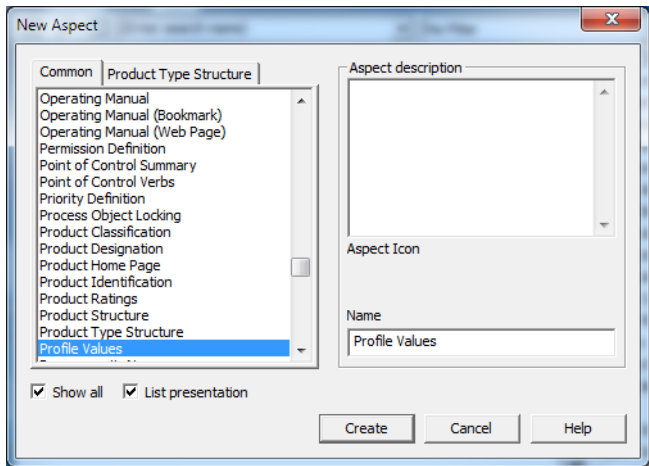 New Aspect
Common
Product Type Structure
Operating Manual
Operating Manual (Bookmark)
Operating Manual (Web Page)
Permission Definition
Point of Control Summary
Point of Control Verbs
Priority Definition
Process Object Locking
Product Classification
Product Designation
Product Home Page
Product Identification
Product Ratings
Product Structure
Product Type Structure
Profile Values
Show all
List presentation
Aspect description
Aspect Icon
Name
Profile Values
Create
Cancel
Help